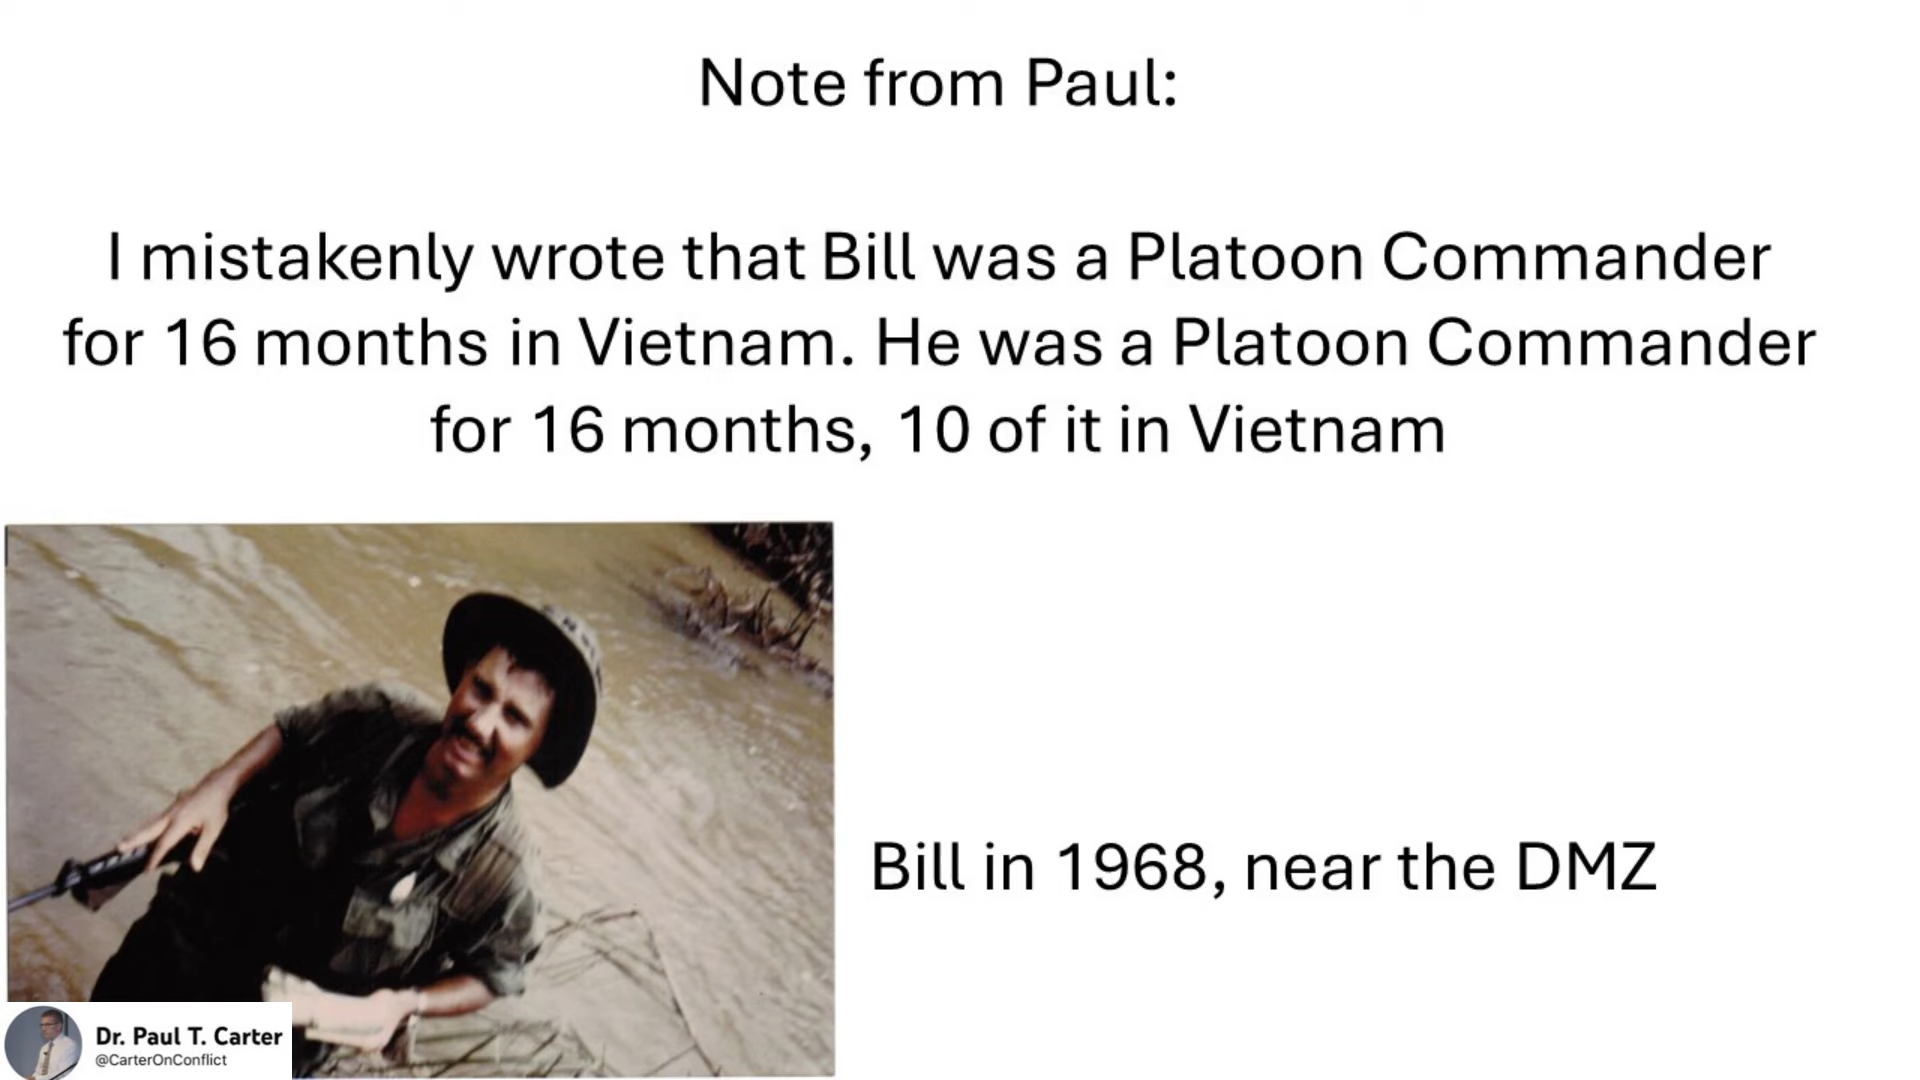 Note from Paul:
I mistakenly wrote that Bill was a Platoon Commander
for 16 months in Vietnam. He was a Platoon Commander
for 16 months, 10 of it in Vietnam
Bill in 1968, near the DMZ
Dr. Paul T. Carter
@CarterOnConflict